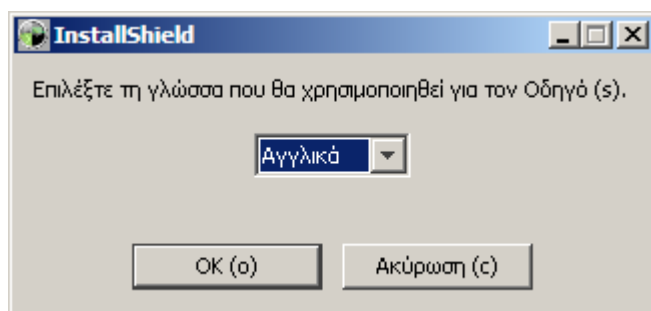 InstallShield
Επιλέξτε τη γλώσσα που θα χρησιμοποιηθεί για τον Οδηγό (s).
Αγγλικά
OK (o)
Ακύρωση (c)